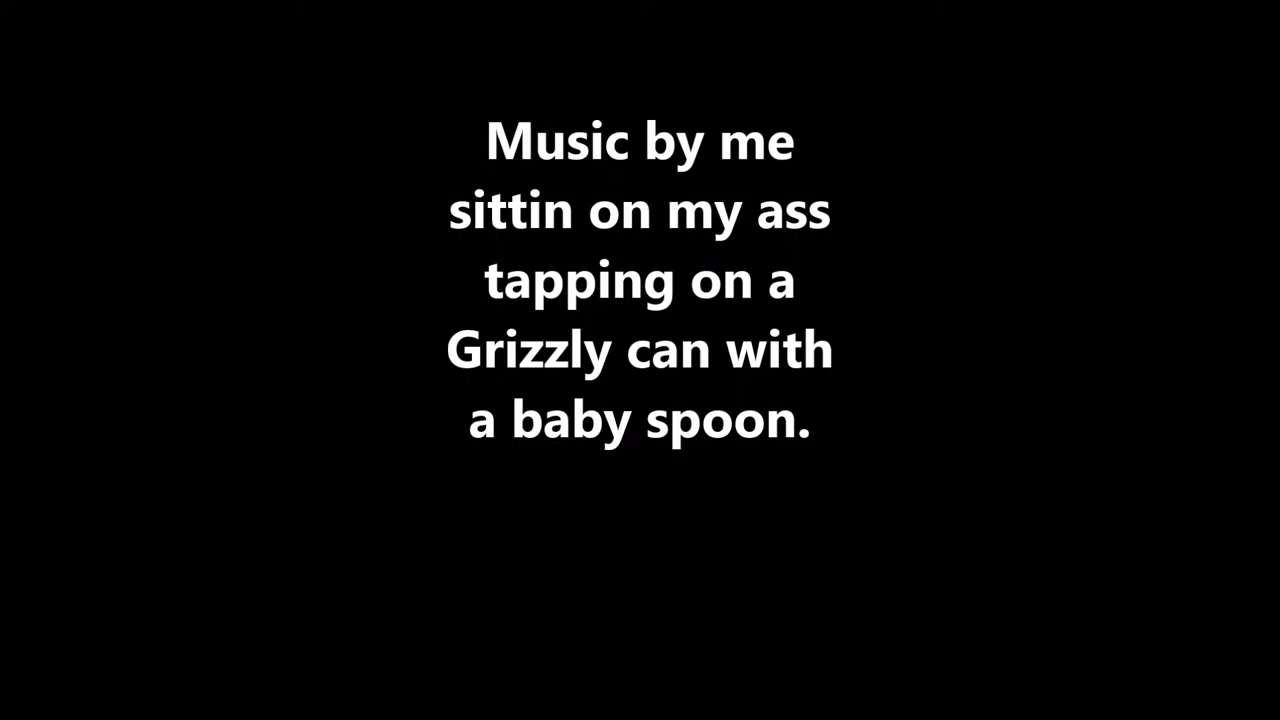 Music by me
sittin on my ass
tapping on a
Grizzly can with
a baby spoon.